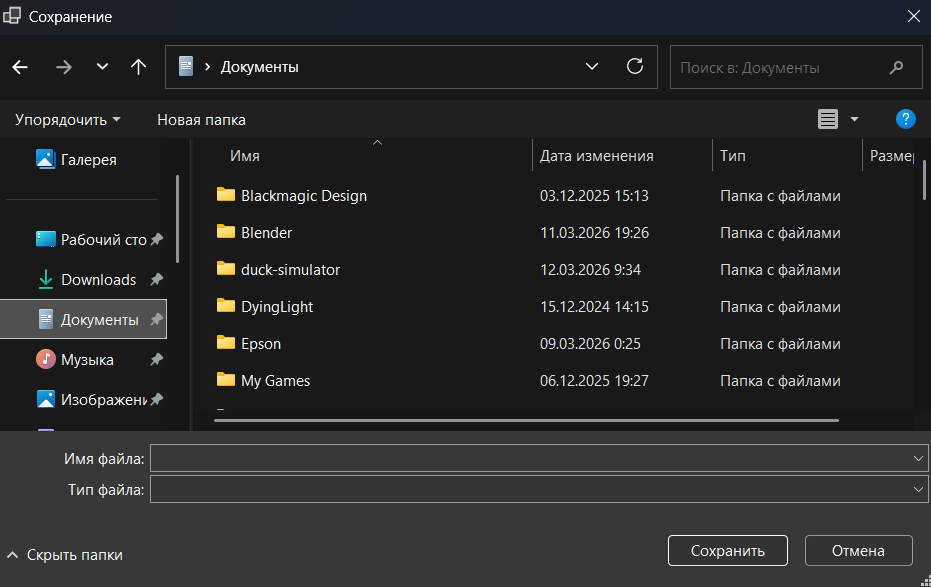 Сохранение
Документы
Поиск в: Документы
Упорядочить
Новая папка
?
Галерея
Рабочий сто
Downloads
Документы
Музыка
Изображени
Имя Дата изменения Тип Размер
Blackmagic Design 03.12.2025 15:13 Папка с файлами
Blender 11.03.2026 19:26 Папка с файлами
duck-simulator 12.03.2026 9:34 Папка с файлами
DyingLight 15.12.2024 14:15 Папка с файлами
Epson 09.03.2026 0:25 Папка с файлами
My Games 06.12.2025 19:27 Папка с файлами
Имя файла:
Тип файла:
Скрыть папки
Сохранить
Отмена